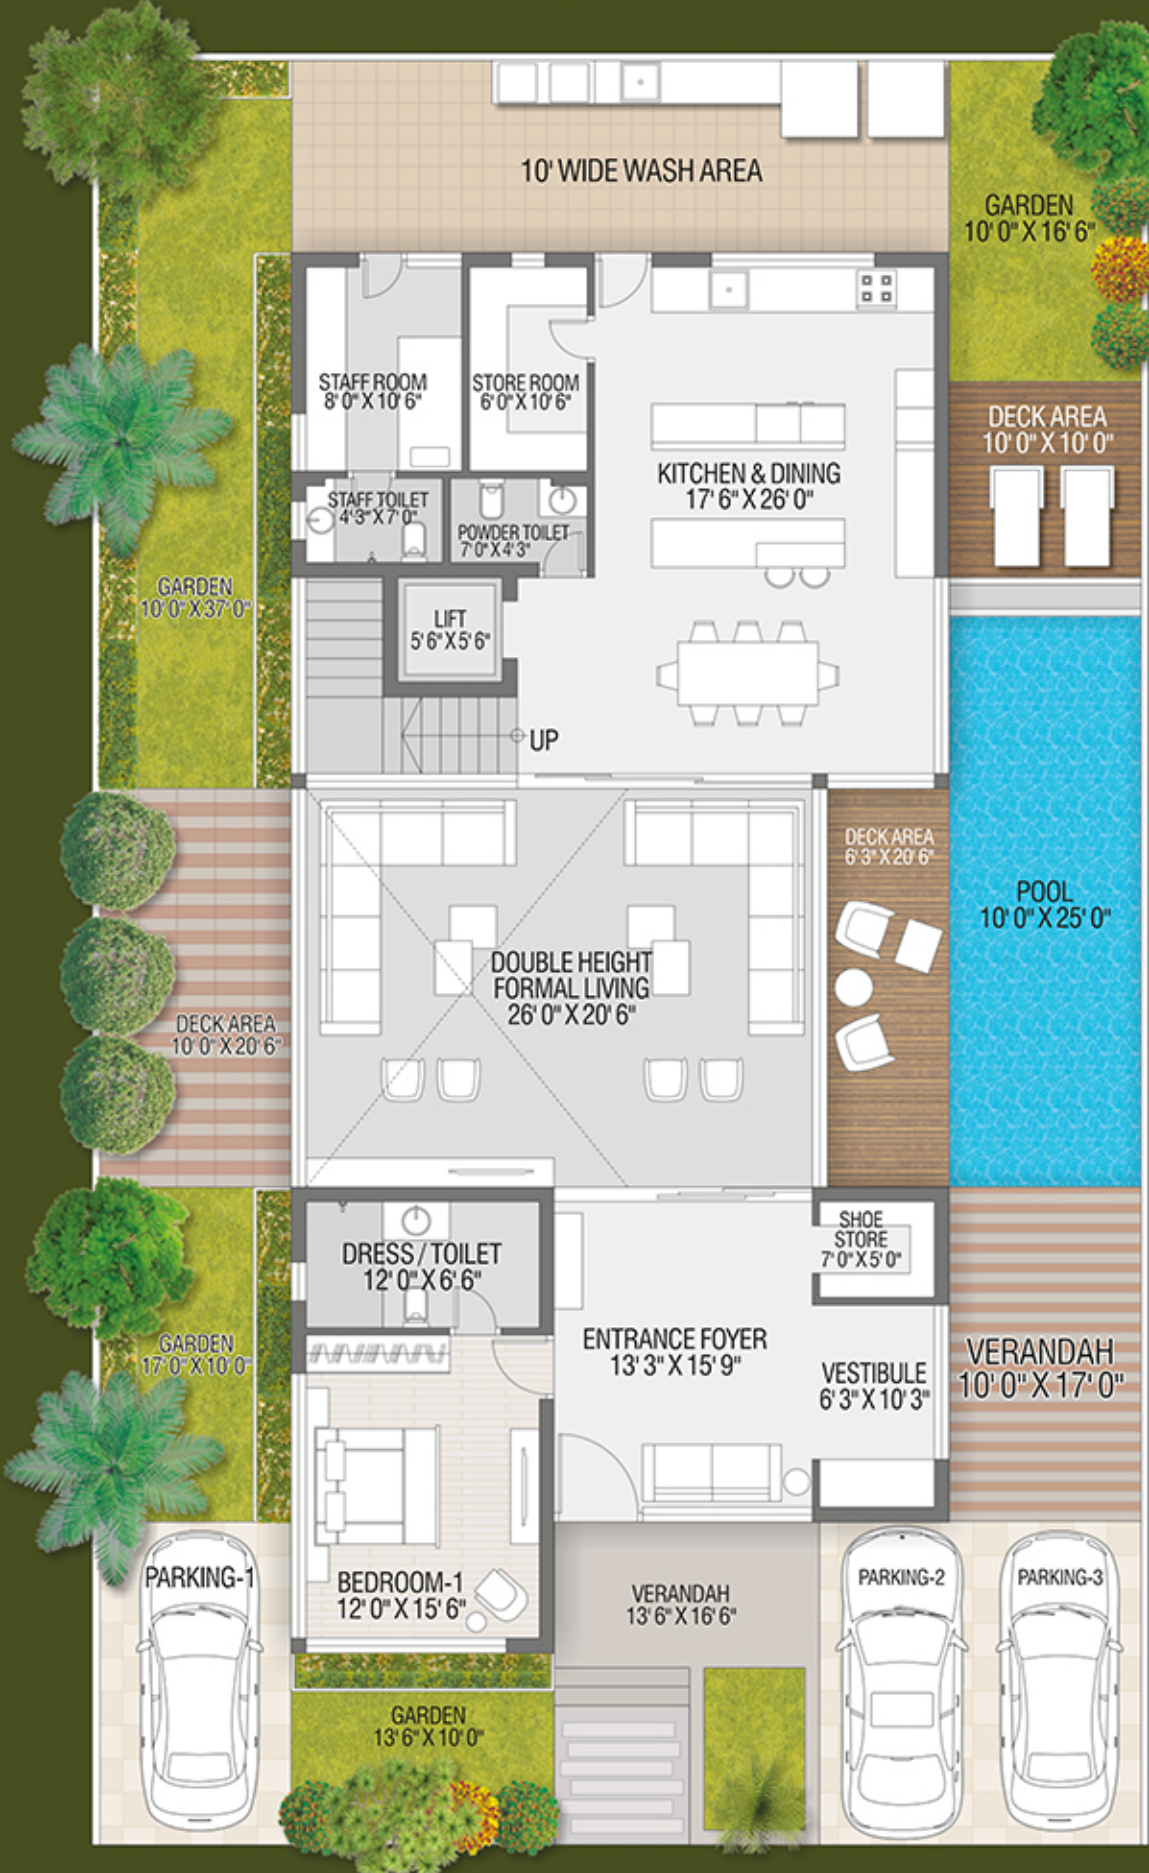 10' WIDE WASH AREA
GARDEN
10' 0" X 16' 6"
STAFF ROOM
8' 0" X 10' 6"
STORE ROOM
6' 0" X 10' 6"
DECK AREA
10' 0" X 10' 0"
KITCHEN & DINING
17' 6" X 26' 0"
STAFF TOILET
4' 3" X 7' 0"
POWDER TOILET
7' 0" X 4' 3"
GARDEN
10' 0" X 37' 0"
LIFT
5' 6" X 5' 6"
UP
DECK AREA
6' 3" X 20' 6"
POOL
10' 0" X 25' 0"
DOUBLE HEIGHT
FORMAL LIVING
26' 0" X 20' 6"
DECK AREA
10' 0" X 20' 6"
SHOE
STORE
7' 0" X 5' 0"
DRESS / TOILET
12' 0" X 6' 6"
GARDEN
17' 0" X 10' 0"
ENTRANCE FOYER
13' 3" X 15' 9"
VESTIBULE
6' 3" X 10' 3"
VERANDAH
10' 0" X 17' 0"
PARKING-1
BEDROOM-1
12' 0" X 15' 6"
VERANDAH
13' 6" X 16' 6"
PARKING-2
PARKING-3
GARDEN
13' 6" X 10' 0"